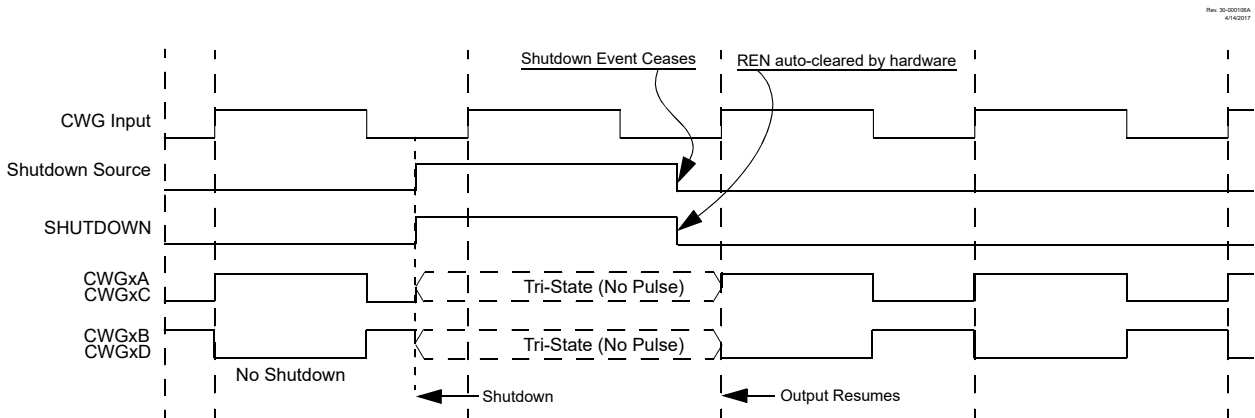 Rev. 30-000106A
4/14/2017
Shutdown Event Ceases
REN auto-cleared by hardware
CWG Input
Shutdown Source
SHUTDOWN
CWGxA
CWGxC
Tri-State (No Pulse)
CWGxB
CWGxD
Tri-State (No Pulse)
No Shutdown
Shutdown
Output Resumes